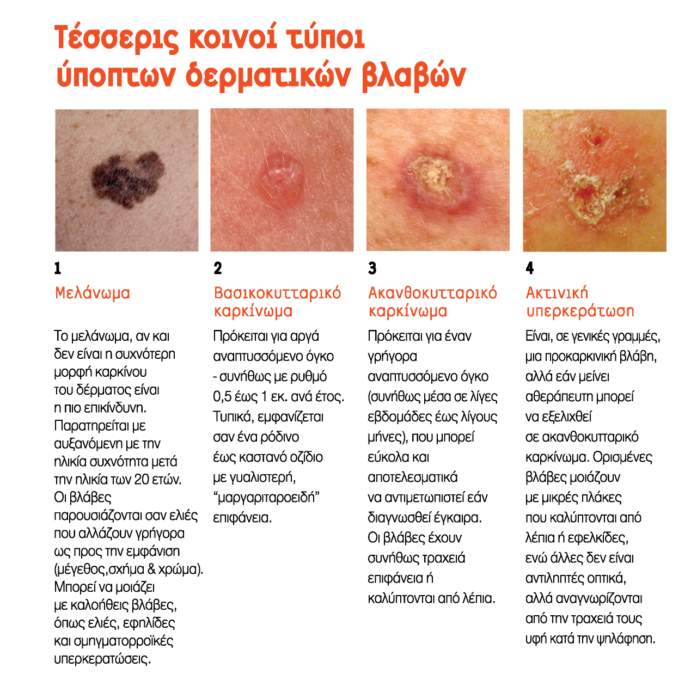 Τέσσερις κοινοί τύποι
ύποπτων δερματικών βλαβών
1
Μελάνωμα
Το μελάνωμα, αν και
δεν είναι η συχνότερη
μορφή καρκίνου
του δέρματος είναι
η πιο επικίνδυνη.
Παρατηρείται με
αυξανόμενη με την
ηλικία συχνότητα μετά
την ηλικία των 20 ετών.
Οι βλάβες
παρουσιάζονται σαν ελιές
που αλλάζουν γρήγορα
ως προς την εμφάνιση
(μέγεθος,σχήμα & χρώμα).
Μπορεί να μοιάζει
με καλοήθεις βλάβες,
όπως ελιές, εφηλίδες
και σμηγματορροϊκές
υπερκερατώσεις.
2
Βασικοκυτταρικό
καρκίνωμα
Πρόκειται για αργά
αναπτυσσόμενο όγκο
- συνήθως με ρυθμό
0,5 έως 1 εκ. ανά έτος.
Τυπικά, εμφανίζεται
σαν ένα ρόδινο
έως καστανό οζίδιο
με γυαλιστερή,
“μαργαριταροειδή”
επιφάνεια.
3
Ακανθοκυτταρικό
καρκίνωμα
Πρόκειται για έναν
γρήγορα
αναπτυσσόμενο όγκο
(συνήθως μέσα σε λίγες
εβδομάδες έως λίγους
μήνες), που μπορεί
εύκολα και
αποτελεσματικά
να αντιμετωπιστεί εάν
διαγνωσθεί έγκαιρα.
Οι βλάβες έχουν
συνήθως τραχειά
επιφάνεια ή
καλύπτονται από λέπια.
4
Ακτινική
υπερκεράτωση
Είναι, σε γενικές γραμμές,
μια προκαρκινική βλάβη,
αλλά εάν μείνει
αθεράπευτη μπορεί
να εξελιχθεί
σε ακανθοκυτταρικό
καρκίνωμα. Ορισμένες
βλάβες μοιάζουν
με μικρές πλάκες
που καλύπτονται από
λέπια ή εφελκίδες,
ενώ άλλες δεν είναι
αντιληπτές οπτικά,
αλλά αναγνωρίζονται
από την τραχειά τους
υφή κατά την ψηλάφηση.